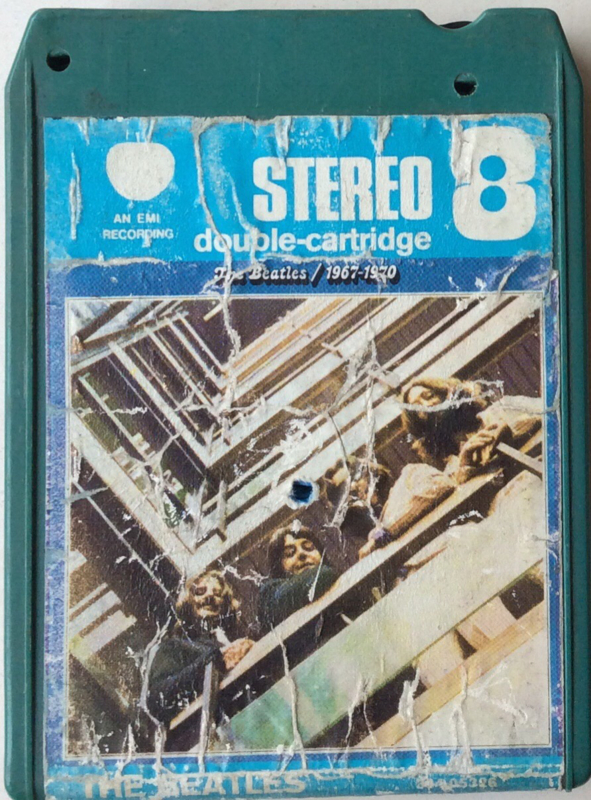 STEREO 8
AN EMI
RECORDING
double-cartridge
The Beatles / 1967-1970
THE BEATLES